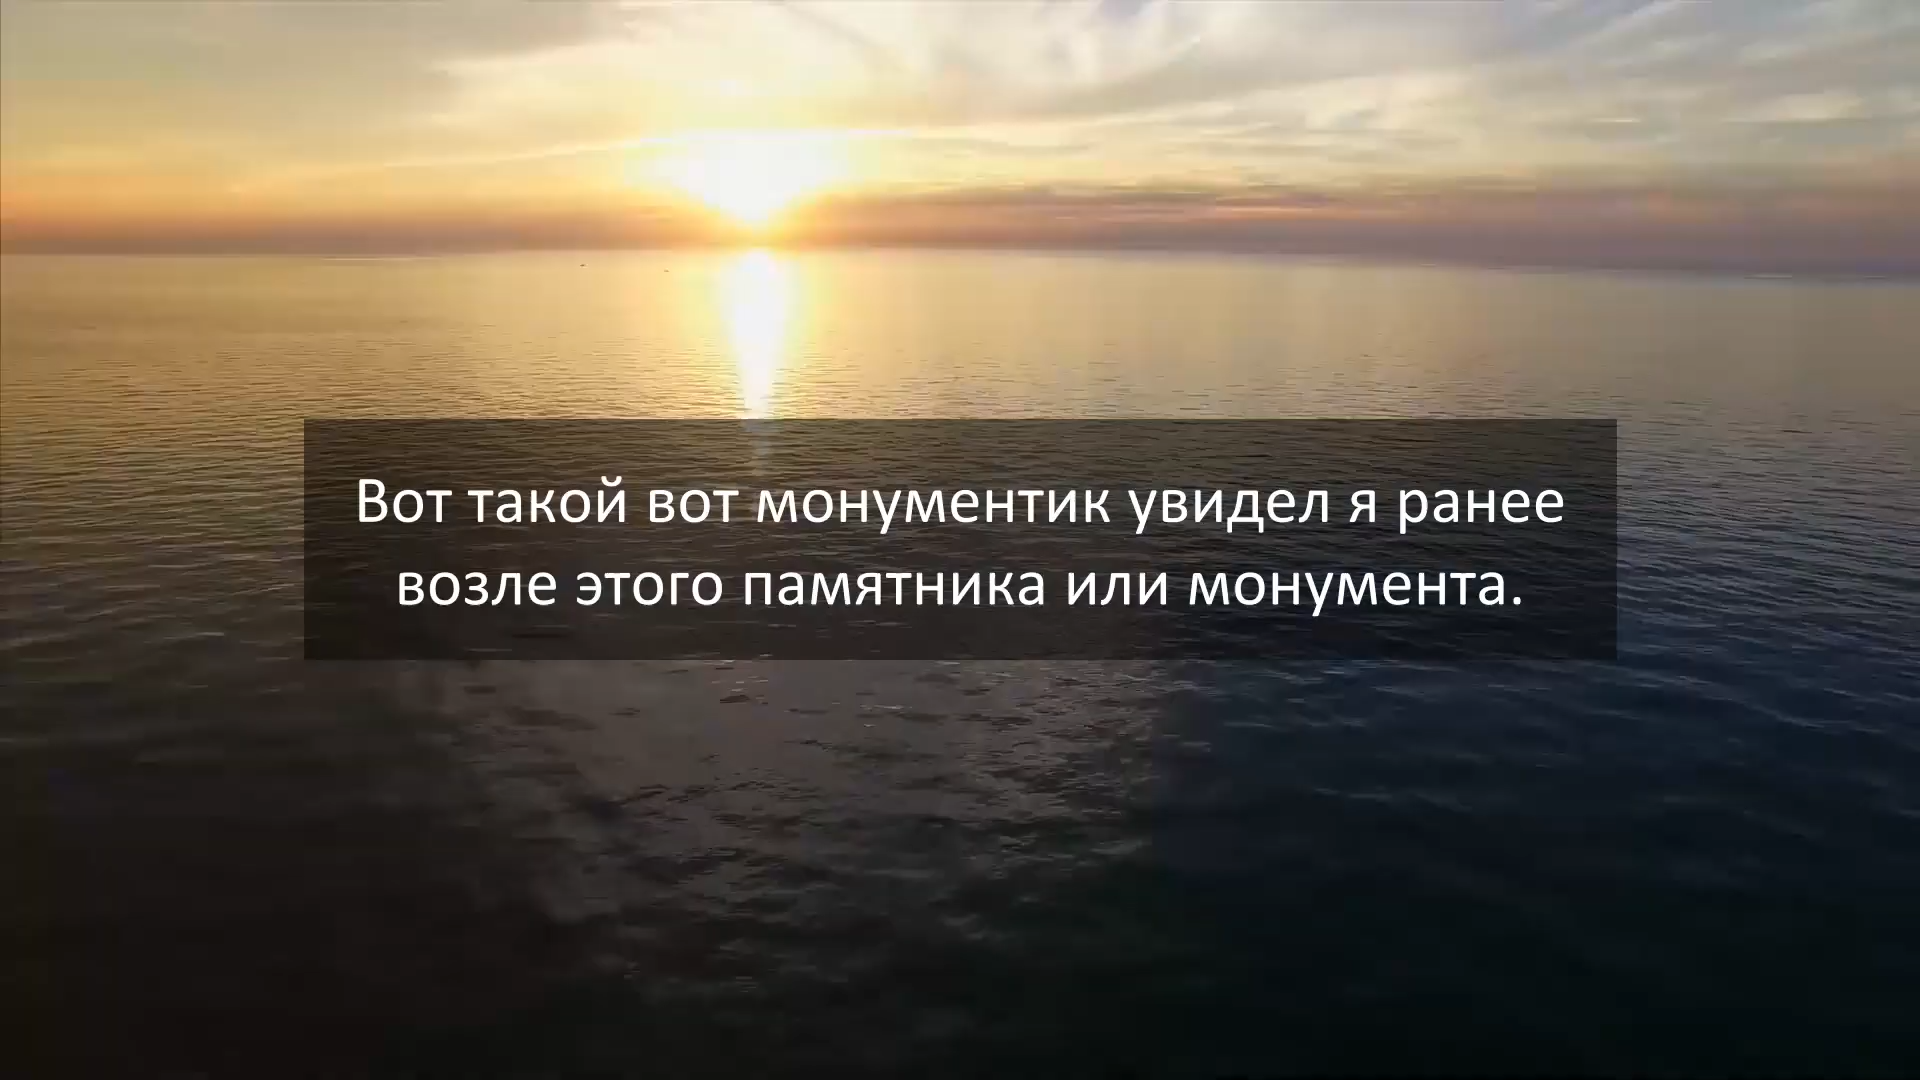 Вот такой вот монументик увидел я ранее
возле этого памятника или монумента.